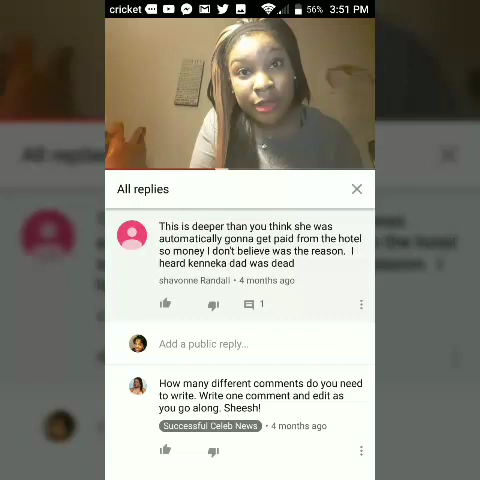 cricket 56% 3:51 PM
All replies
This is deeper than you think she was
automatically gonna get paid from the hotel
so money I don't believe was the reason. I
heard kenneka dad was dead
shavonne Randall • 4 months ago
1
Add a public reply...
How many different comments do you need
to write. Write one comment and edit as
you go along. Sheesh!
Successful Celeb News • 4 months ago